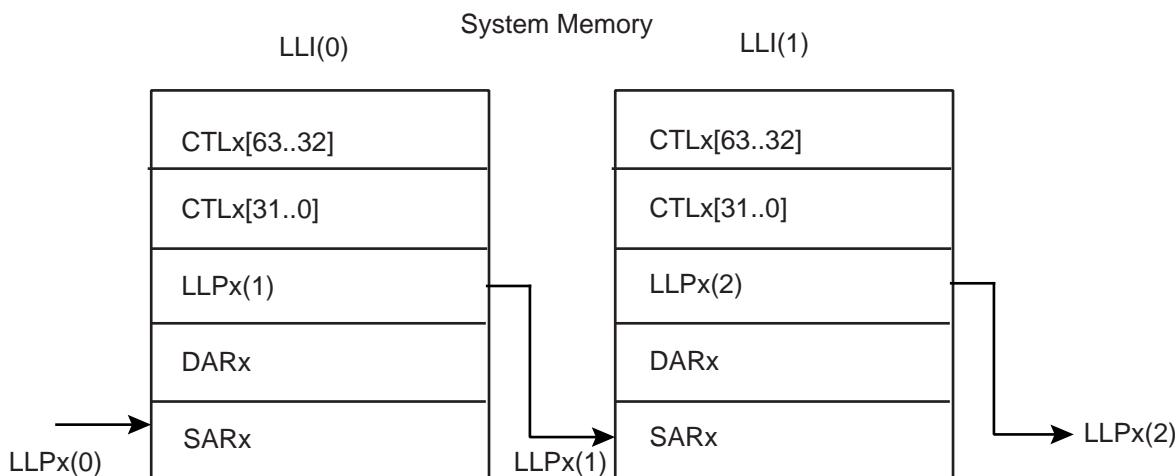 System Memory
LLI(0)
LLI(1)
CTLx[63..32]
CTLx[63..32]
CTLx[31..0]
CTLx[31..0]
LLPx(1)
LLPx(2)
DARx
DARx
SARx
SARx
LLPx(0)
LLPx(1)
LLPx(2)